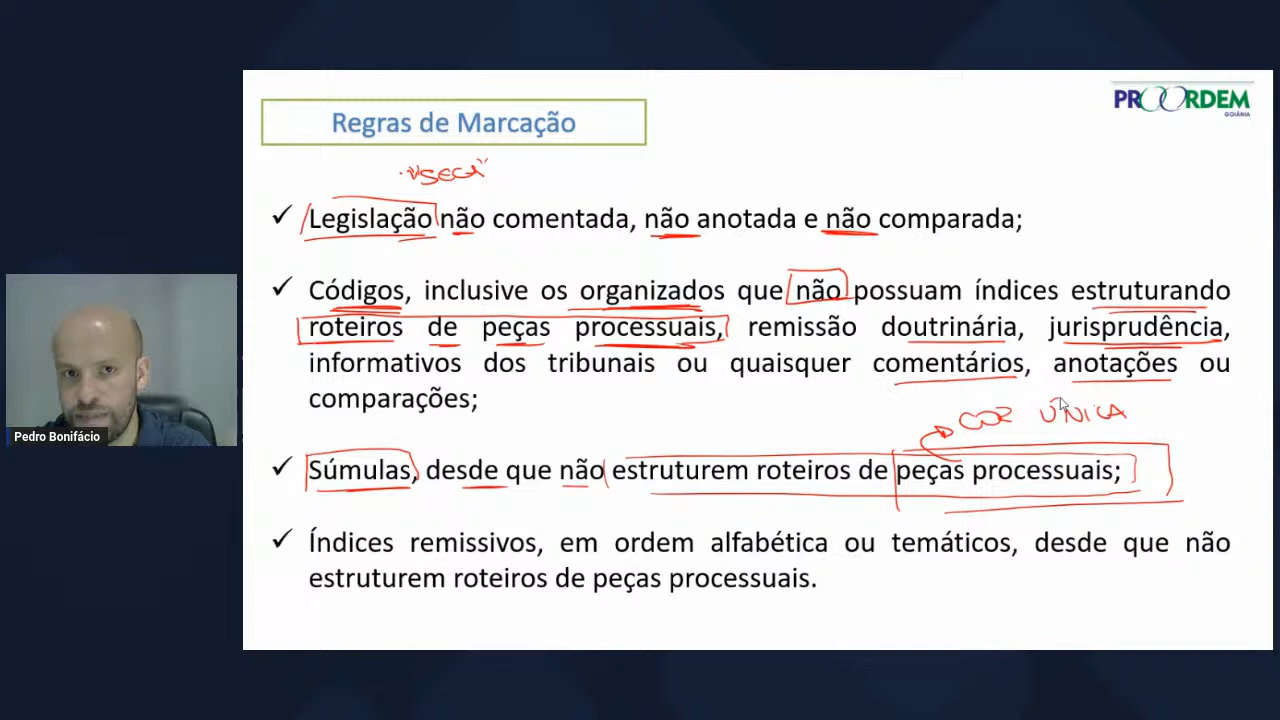 PROORDEM
GOIÂNIA
Regras de Marcação
"seca"
✓ Legislação não comentada, não anotada e não comparada;
✓ Códigos, inclusive os organizados que não possuam índices estruturando
roteiros de peças processuais, remissão doutrinária, jurisprudência,
informativos dos tribunais ou quaisquer comentários, anotações ou
comparações;
COR ÚNICA
✓ Súmulas, desde que não estruturem roteiros de peças processuais;
✓ Índices remissivos, em ordem alfabética ou temáticos, desde que não
estruturem roteiros de peças processuais.
Pedro Bonifácio